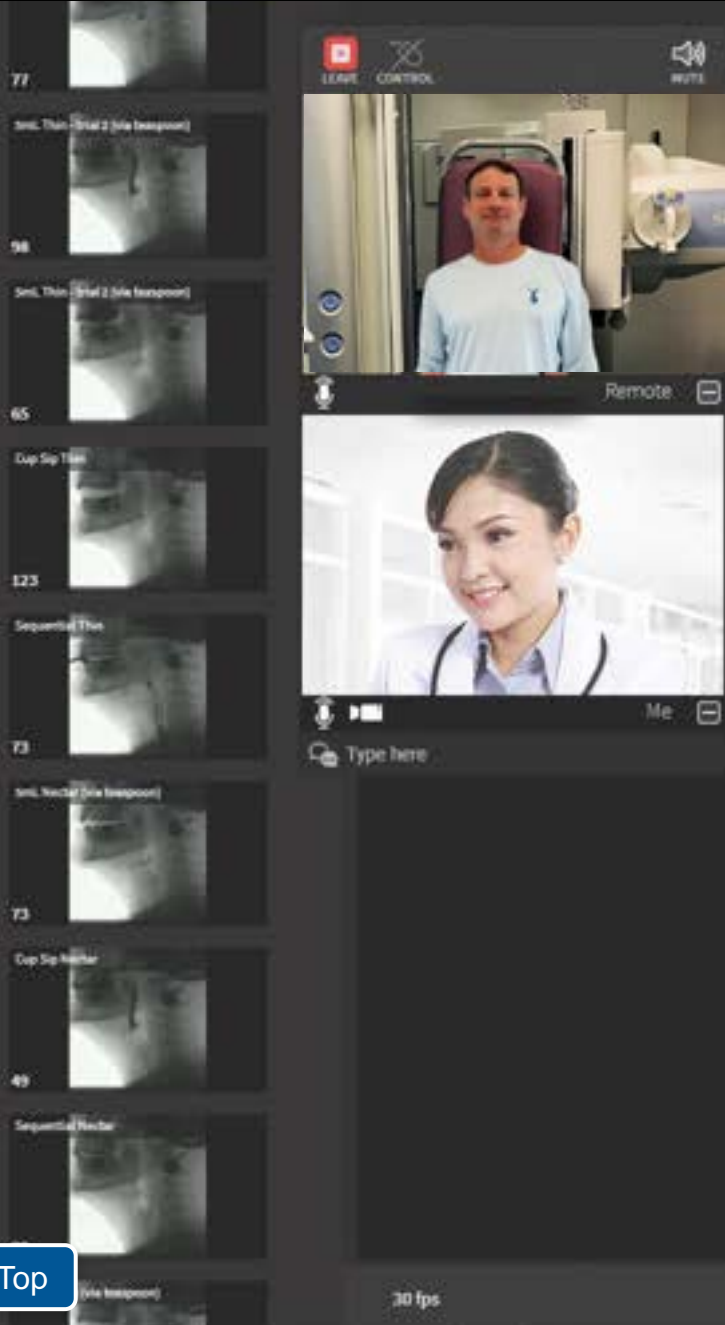 77
5mL Thin - Trial 2 (via teaspoon)
98
5mL Thin - Trial 2 (via teaspoon)
65
Cup Sip Thin
123
Sequential Thin
73
5mL Nectar (via teaspoon)
73
Cup Sip Nectar
49
Sequential Nectar
(via teaspoon)
Top
LEAVE
CONTROL
MUTE
Remote
Me
Type here
30 fps